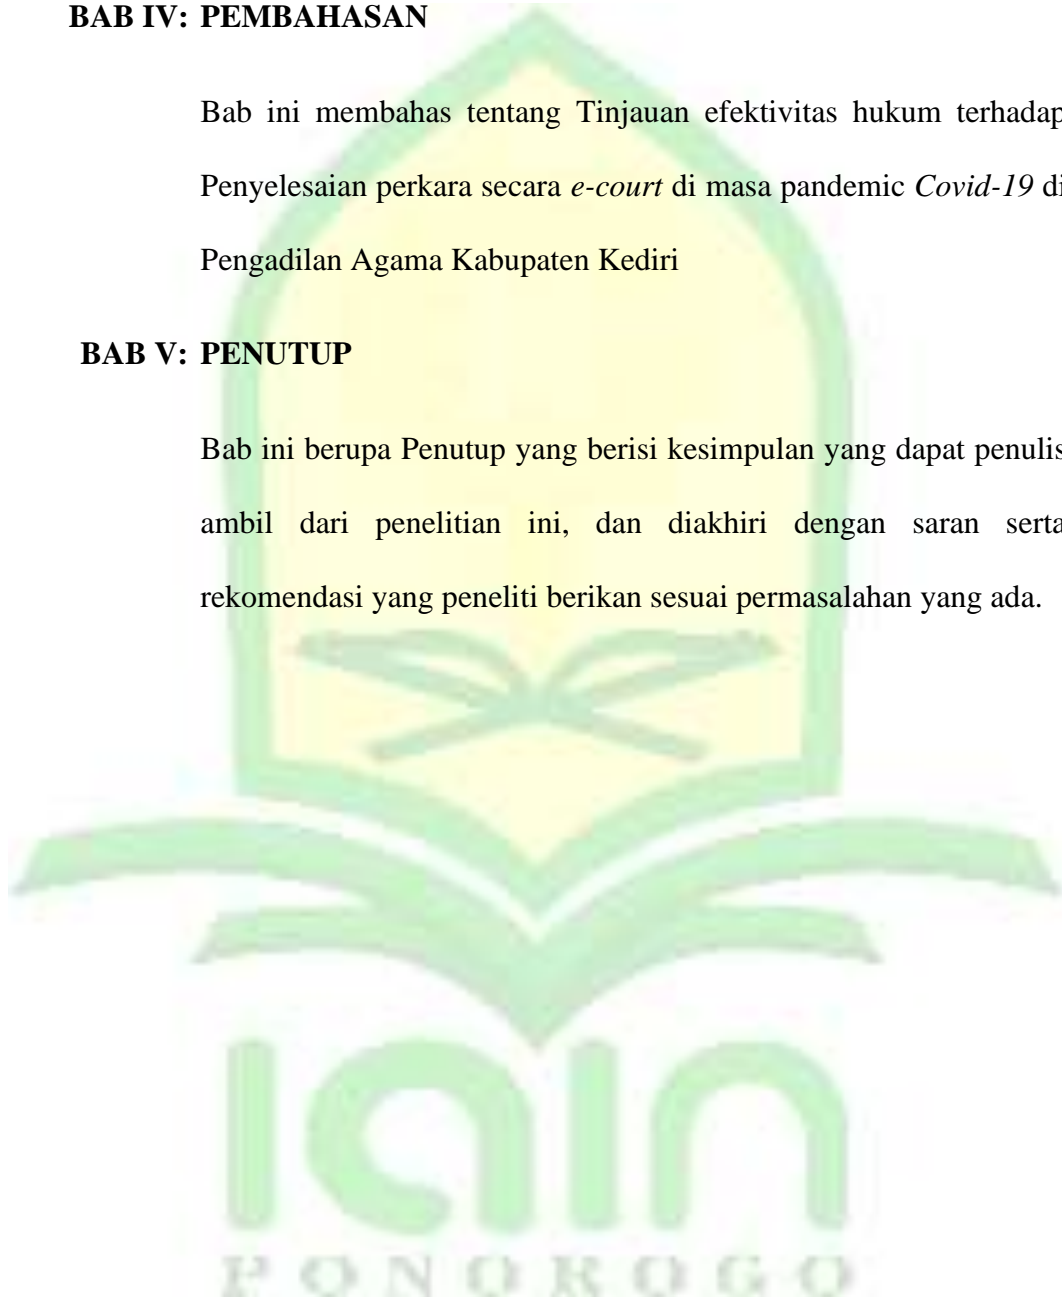 BAB IV: PEMBAHASAN
Bab ini membahas tentang Tinjauan efektivitas hukum terhadap
Penyelesaian perkara secara e-court di masa pandemic Covid-19 di
Pengadilan Agama Kabupaten Kediri
BAB V: PENUTUP
Bab ini berupa Penutup yang berisi kesimpulan yang dapat penulis
ambil dari penelitian ini, dan diakhiri dengan saran serta
rekomendasi yang peneliti berikan sesuai permasalahan yang ada.
iain
PONOROGO